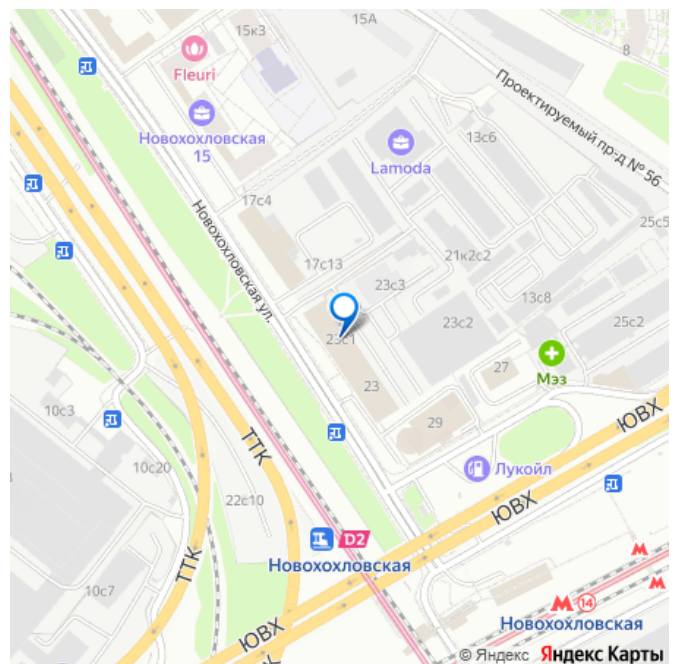 15А
15к3
8
Fleuri
Проектируемый пр-д № 56
Новохохловская
15
13с6
Lamoda
17с4
25с5
Новохохловская ул.
21к2с2
17с13
23с3
13с8
23с1
23с2
25с2
27
Мэз
23
10с3
29
ЮВХ
ТТК
10с20
Лукойл
22с10
ЮВХ
D2
Новохохловская
ТТК
10с7
14
Новохохловская
ЮВХ
© Яндекс Яндекс Карты